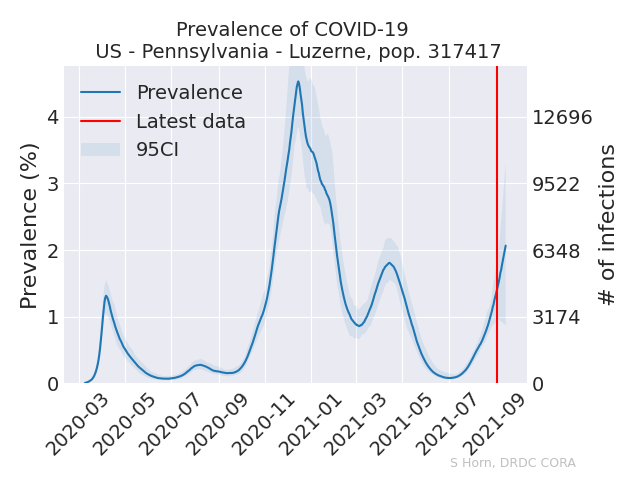 Prevalence of COVID-19
US - Pennsylvania - Luzerne, pop. 317417
Prevalence
Latest data
95CI
Prevalence (%)
4
3
2
1
0
12696
9522
6348
3174
0
# of infections
2020-03
2020-05
2020-07
2020-09
2020-11
2021-01
2021-03
2021-05
2021-07
2021-09
S Horn, DRDC CORA